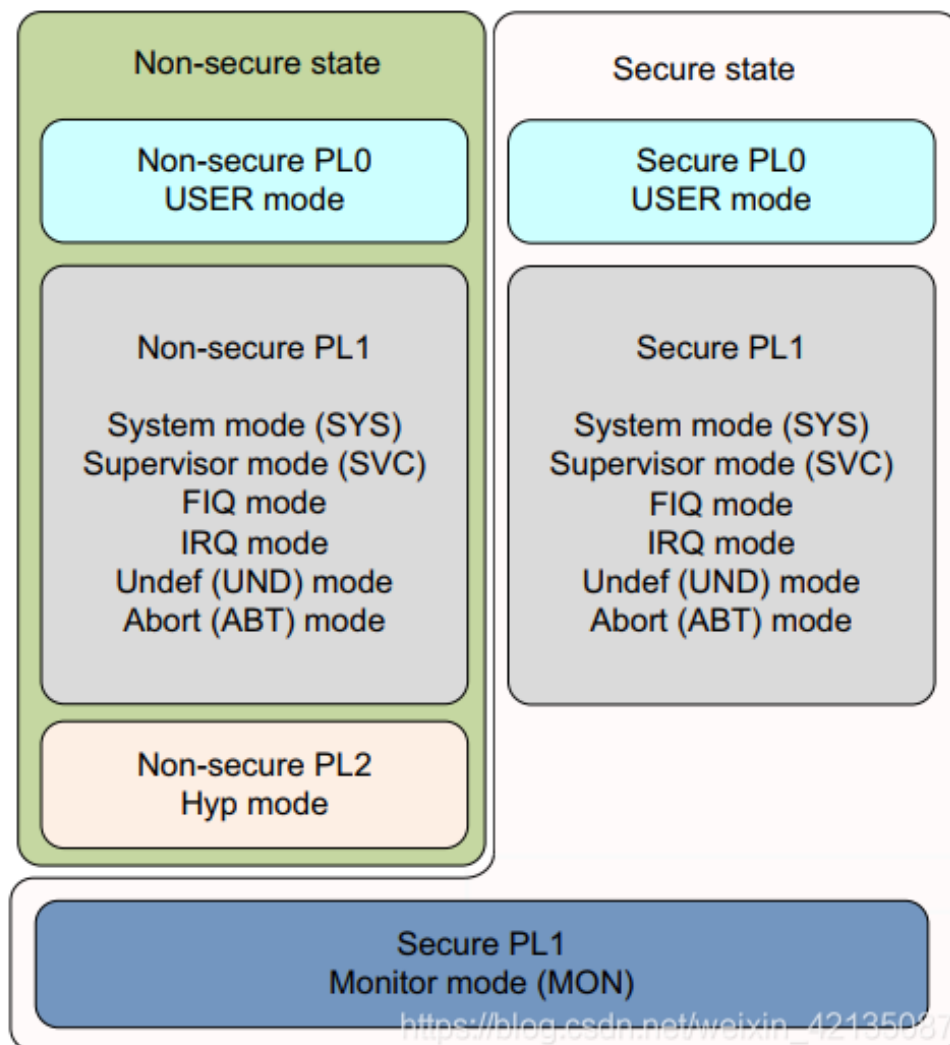 Non-secure state
Non-secure PL0
USER mode
Non-secure PL1
System mode (SYS)
Supervisor mode (SVC)
FIQ mode
IRQ mode
Undef (UND) mode
Abort (ABT) mode
Non-secure PL2
Hyp mode
Secure state
Secure PL0
USER mode
Secure PL1
System mode (SYS)
Supervisor mode (SVC)
FIQ mode
IRQ mode
Undef (UND) mode
Abort (ABT) mode
Secure PL1
Monitor mode (MON)
https://blog.csdn.net/weixin_42135087